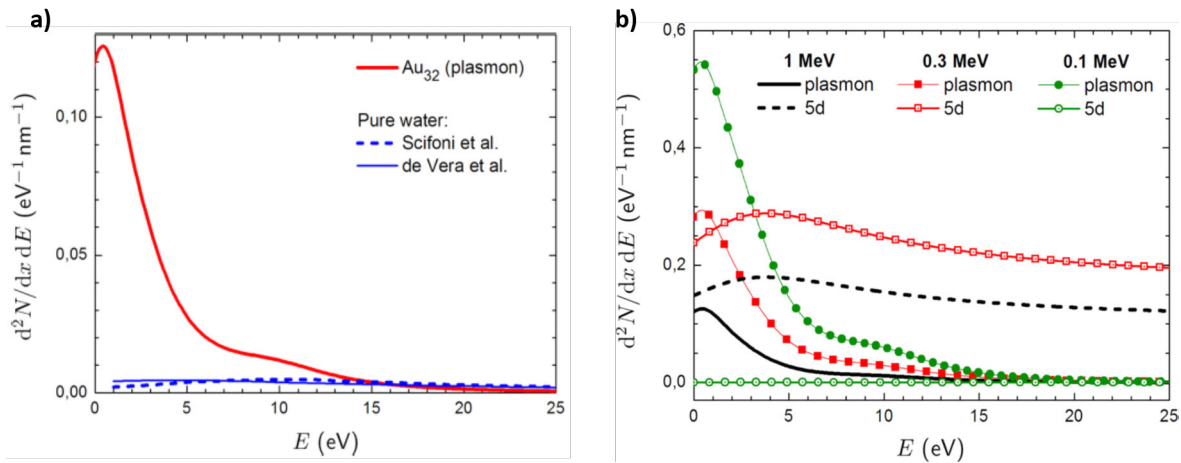 a)
d²N/dx dE (eV⁻¹ nm⁻¹)
0,10
0,05
0,00
Au₃₂ (plasmon)
Pure water:
Scifoni et al.
de Vera et al.
0 5 10 15 20 25
E (eV)
b)
d²N/dx dE (eV⁻¹ nm⁻¹)
0,6
0,4
0,2
0,0
1 MeV 0.3 MeV 0.1 MeV
plasmon plasmon plasmon
5d 5d 5d
0 5 10 15 20 25
E (eV)